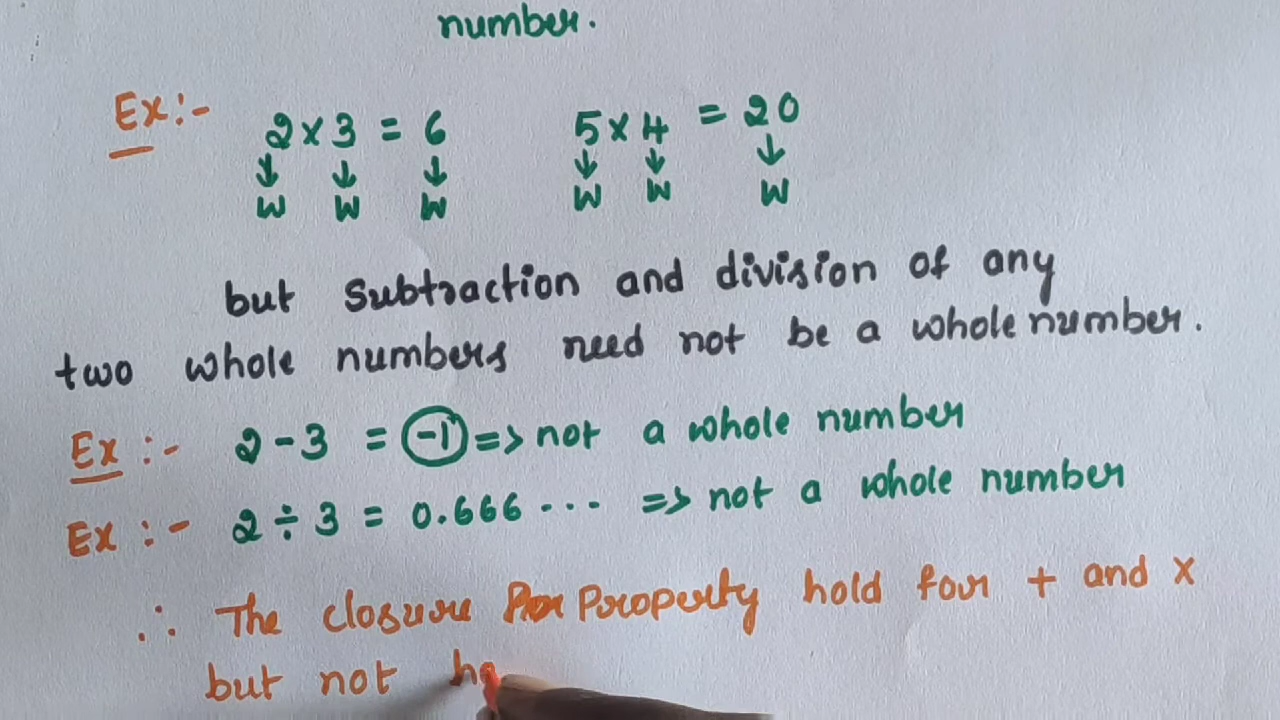 number.
Ex:- 2 × 3 = 6 5 × 4 = 20
↓ ↓ ↓ ↓ ↓ ↓
W W W W W W
but subtraction and division of any
two whole numbers need not be a whole number.
Ex :- 2 - 3 = -1 => not a whole number
Ex :- 2 ÷ 3 = 0.666... => not a whole number
∴ The closure Property hold four + and ×
but not